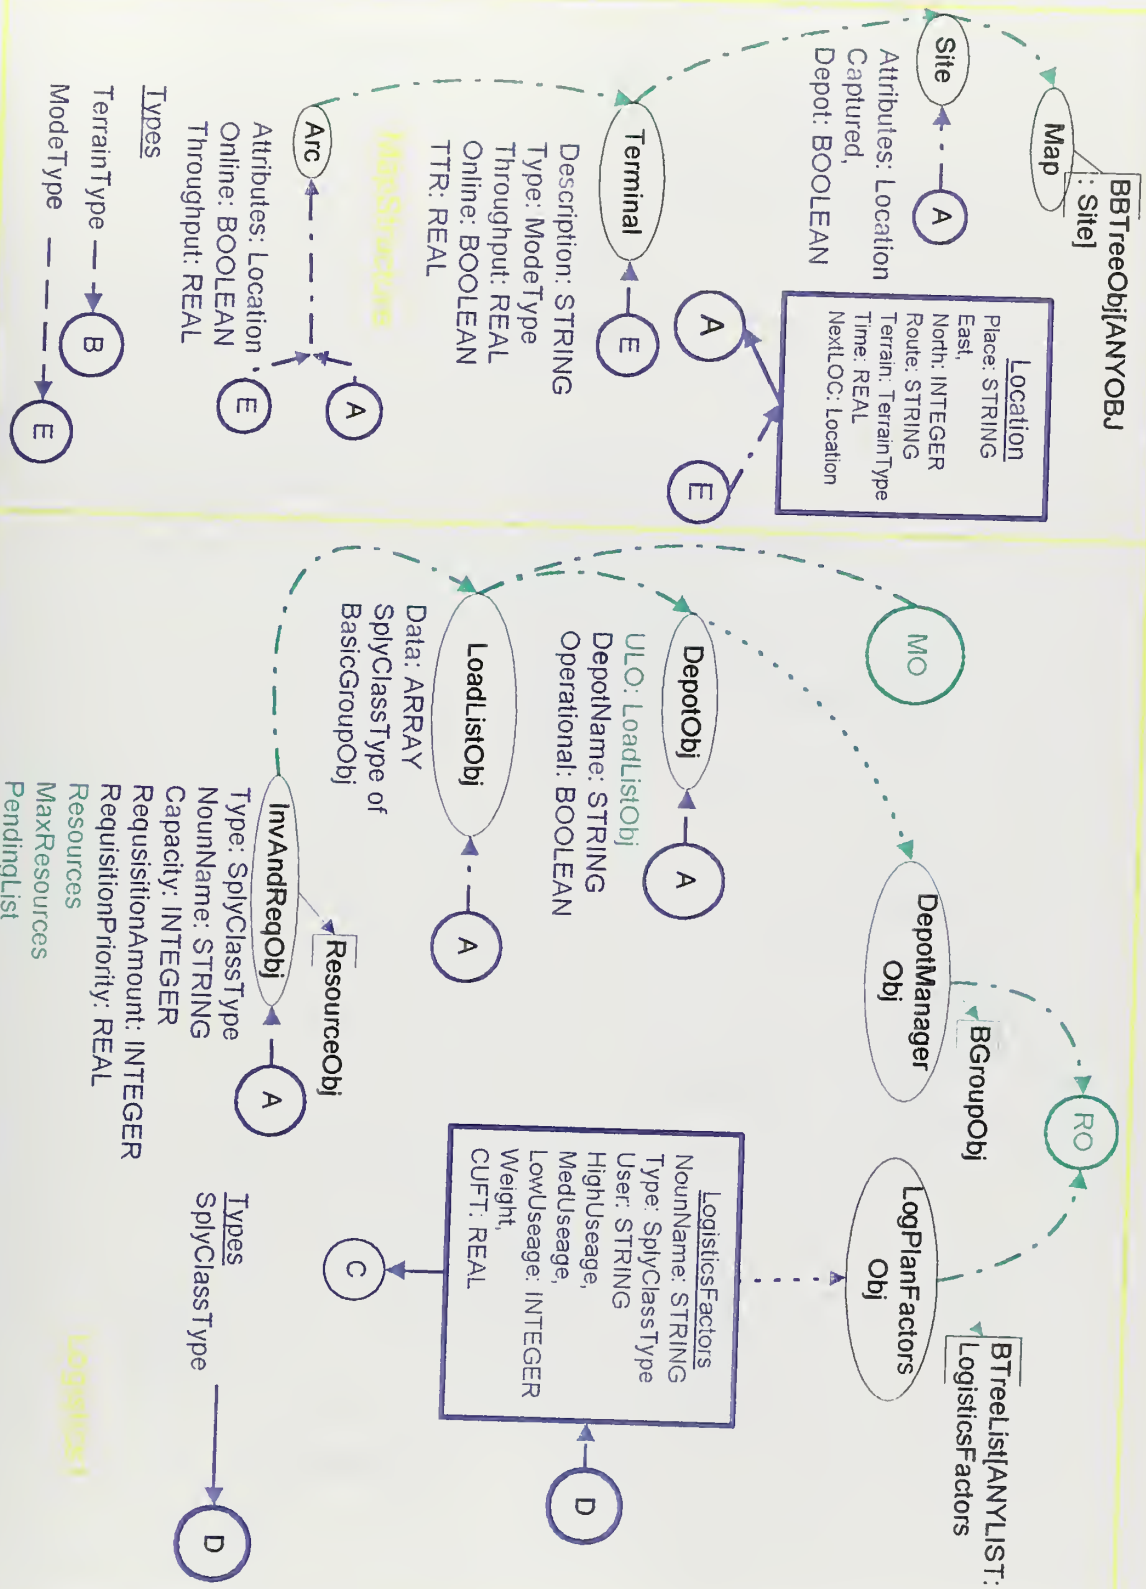 BBTreeObj[ANYOBJ
: Site]
Map
Site
A
Attributes: Location
Captured,
Depot: BOOLEAN
Location
Place: STRING
East,
North: INTEGER
Route: STRING
Terrain: TerrainType
Time: REAL
NextLOC: Location
A
E
Terminal
E
Description: STRING
Type: ModeType
Throughput: REAL
Online: BOOLEAN
TTR: REAL
MapStructure
Arc
A
E
Attributes: Location
Online: BOOLEAN
Throughput: REAL
Types
TerrainType
B
ModeType
E
MO
RO
DepotManager
Obj
BGroupObj
LogPlanFactors
Obj
BTreeList[ANYLIST:
LogisticsFactors
DepotObj
A
ULO: LoadListObj
DepotName: STRING
Operational: BOOLEAN
LogisticsFactors
NounName: STRING
Type: SplyClassType
User: STRING
HighUseage,
MedUseage,
LowUseage: INTEGER
Weight,
CUFT: REAL
D
C
LoadListObj
A
Data: ARRAY
SplyClassType of
BasicGroupObj
ResourceObj
InvAndReqObj
A
Type: SplyClassType
NounName: STRING
Capacity: INTEGER
RequsisitionAmount: INTEGER
RequisitionPriority: REAL
Resources
MaxResources
PendingList
Types
SplyClassType
D